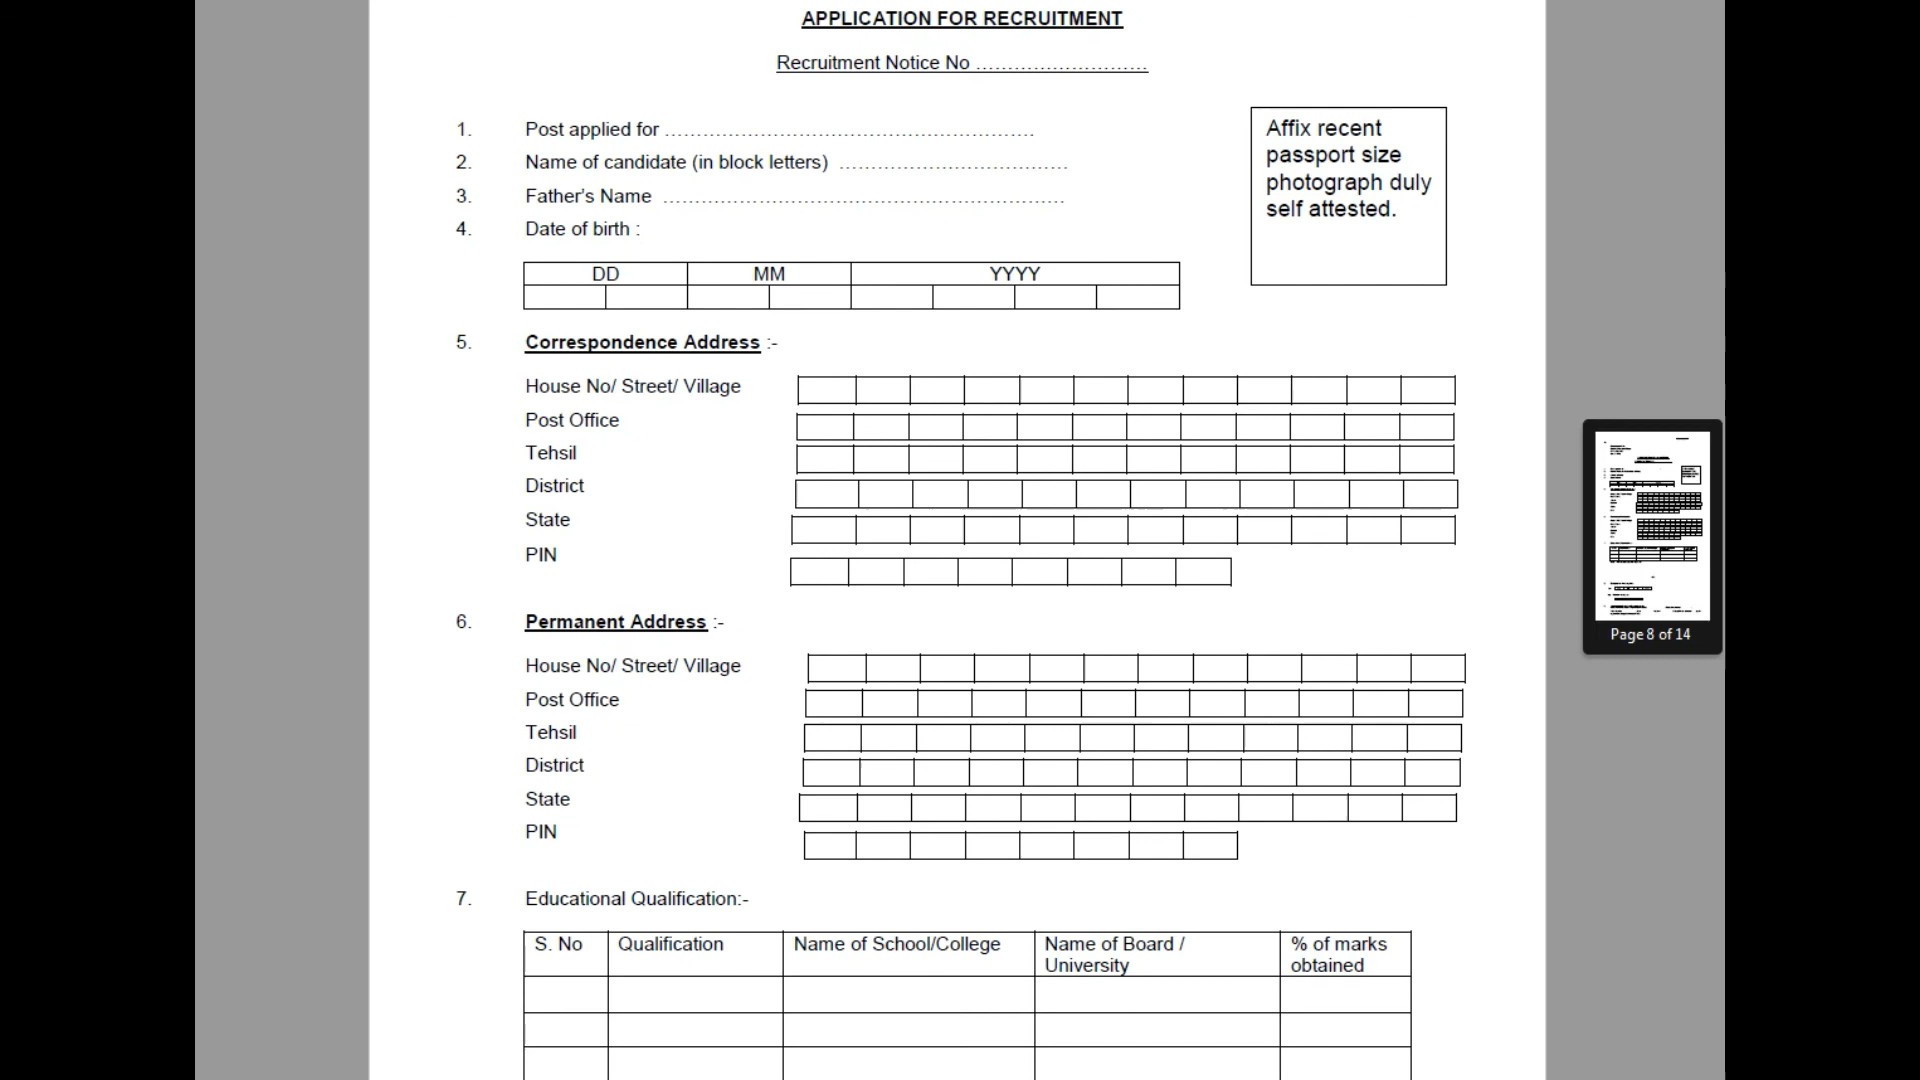 APPLICATION FOR RECRUITMENT
Recruitment Notice No ...........................
1. Post applied for ..........................................................
2. Name of candidate (in block letters) ....................................
3. Father's Name ...............................................................
4. Date of birth :
Affix recent
passport size
photograph duly
self attested.
DD MM YYYY
5. Correspondence Address :-
House No/ Street/ Village
Post Office
Tehsil
District
State
PIN
6. Permanent Address :-
House No/ Street/ Village
Post Office
Tehsil
District
State
PIN
7. Educational Qualification:-
S. No Qualification Name of School/College Name of Board / % of marks
University obtained
Page 8 of 14